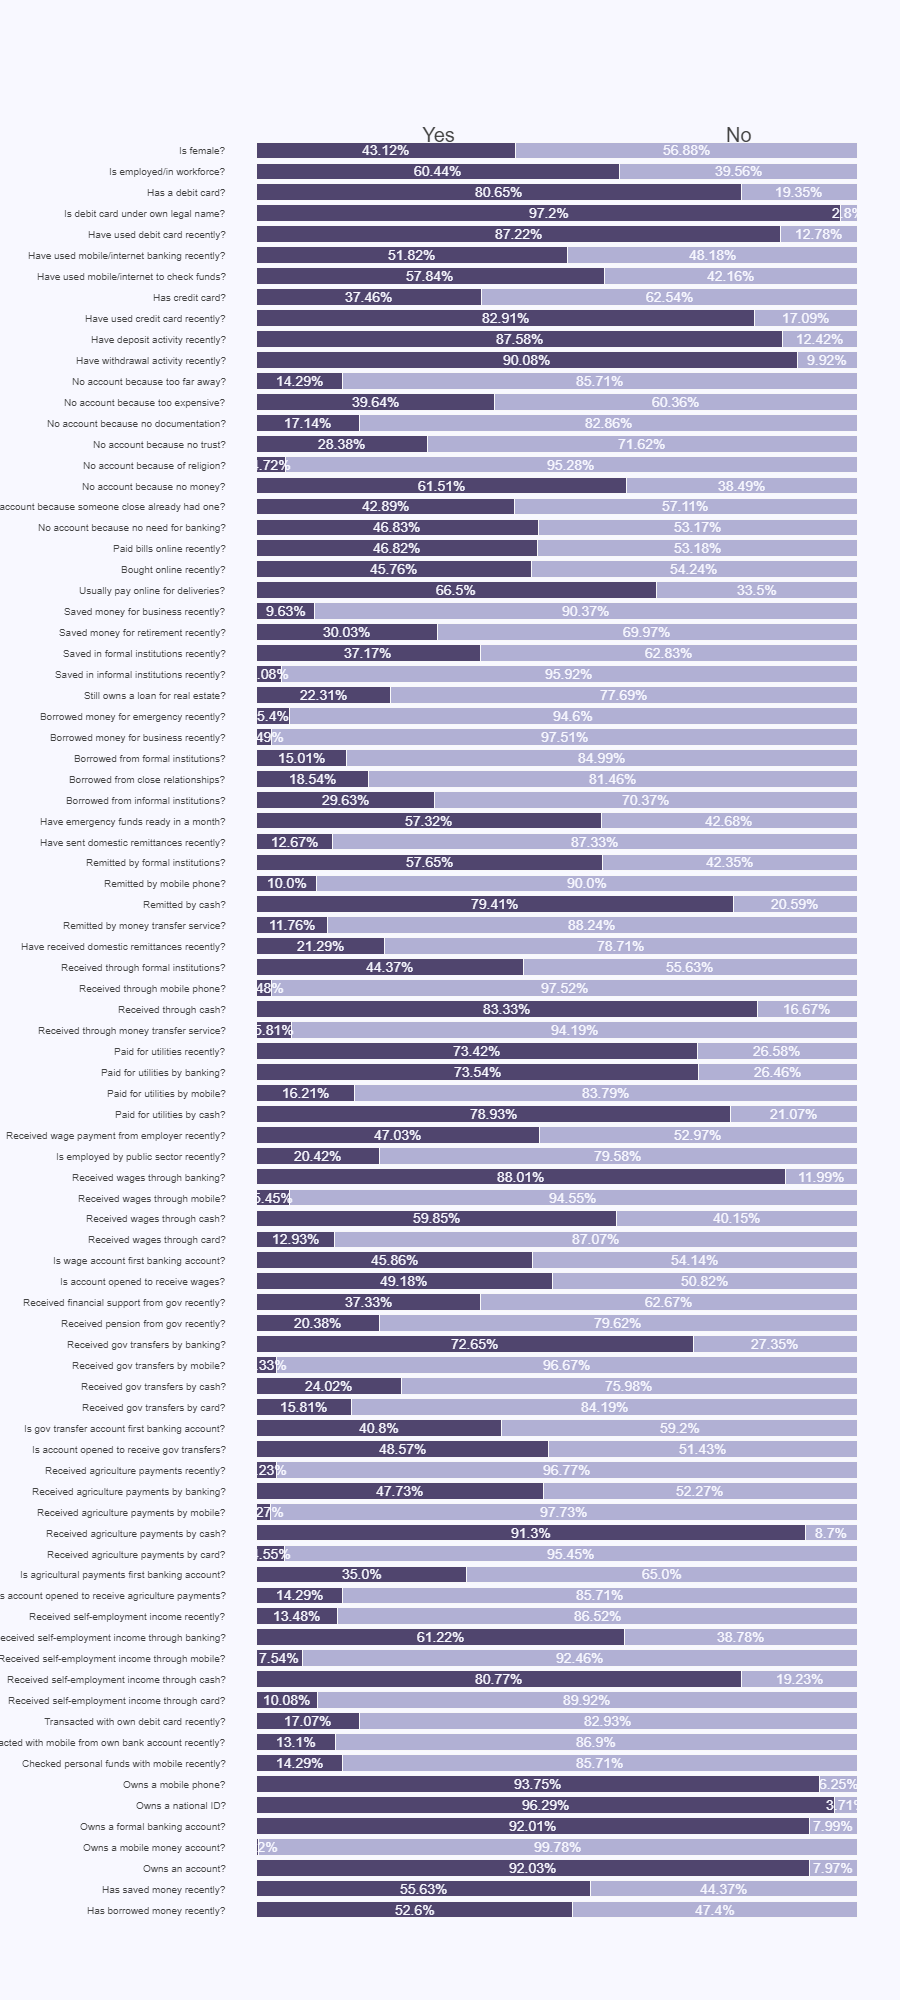 Yes No
Is female? 43.12% 56.88%
Is employed/in workforce? 60.44% 39.56%
Has a debit card? 80.65% 19.35%
Is debit card under own legal name? 97.2% 2.8%
Have used debit card recently? 87.22% 12.78%
Have used mobile/internet banking recently? 51.82% 48.18%
Have used mobile/internet to check funds? 57.84% 42.16%
Has credit card? 37.46% 62.54%
Have used credit card recently? 82.91% 17.09%
Have deposit activity recently? 87.58% 12.42%
Have withdrawal activity recently? 90.08% 9.92%
No account because too far away? 14.29% 85.71%
No account because too expensive? 39.64% 60.36%
No account because no documentation? 17.14% 82.86%
No account because no trust? 28.38% 71.62%
No account because of religion? .72% 95.28%
No account because no money? 61.51% 38.49%
account because someone close already had one? 42.89% 57.11%
No account because no need for banking? 46.83% 53.17%
Paid bills online recently? 46.82% 53.18%
Bought online recently? 45.76% 54.24%
Usually pay online for deliveries? 66.5% 33.5%
Saved money for business recently? 9.63% 90.37%
Saved money for retirement recently? 30.03% 69.97%
Saved in formal institutions recently? 37.17% 62.83%
Saved in informal institutions recently? .08% 95.92%
Still owns a loan for real estate? 22.31% 77.69%
Borrowed money for emergency recently? 5.4% 94.6%
Borrowed money for business recently? 49% 97.51%
Borrowed from formal institutions? 15.01% 84.99%
Borrowed from close relationships? 18.54% 81.46%
Borrowed from informal institutions? 29.63% 70.37%
Have emergency funds ready in a month? 57.32% 42.68%
Have sent domestic remittances recently? 12.67% 87.33%
Remitted by formal institutions? 57.65% 42.35%
Remitted by mobile phone? 10.0% 90.0%
Remitted by cash? 79.41% 20.59%
Remitted by money transfer service? 11.76% 88.24%
Have received domestic remittances recently? 21.29% 78.71%
Received through formal institutions? 44.37% 55.63%
Received through mobile phone? 48% 97.52%
Received through cash? 83.33% 16.67%
Received through money transfer service? 5.81% 94.19%
Paid for utilities recently? 73.42% 26.58%
Paid for utilities by banking? 73.54% 26.46%
Paid for utilities by mobile? 16.21% 83.79%
Paid for utilities by cash? 78.93% 21.07%
Received wage payment from employer recently? 47.03% 52.97%
Is employed by public sector recently? 20.42% 79.58%
Received wages through banking? 88.01% 11.99%
Received wages through mobile? 5.45% 94.55%
Received wages through cash? 59.85% 40.15%
Received wages through card? 12.93% 87.07%
Is wage account first banking account? 45.86% 54.14%
Is account opened to receive wages? 49.18% 50.82%
Received financial support from gov recently? 37.33% 62.67%
Received pension from gov recently? 20.38% 79.62%
Received gov transfers by banking? 72.65% 27.35%
Received gov transfers by mobile? .33% 96.67%
Received gov transfers by cash? 24.02% 75.98%
Received gov transfers by card? 15.81% 84.19%
Is gov transfer account first banking account? 40.8% 59.2%
Is account opened to receive gov transfers? 48.57% 51.43%
Received agriculture payments recently? .23% 96.77%
Received agriculture payments by banking? 47.73% 52.27%
Received agriculture payments by mobile? 27% 97.73%
Received agriculture payments by cash? 91.3% 8.7%
Received agriculture payments by card? .55% 95.45%
Is agricultural payments first banking account? 35.0% 65.0%
s account opened to receive agriculture payments? 14.29% 85.71%
Received self-employment income recently? 13.48% 86.52%
eceived self-employment income through banking? 61.22% 38.78%
Received self-employment income through mobile? 7.54% 92.46%
Received self-employment income through cash? 80.77% 19.23%
Received self-employment income through card? 10.08% 89.92%
Transacted with own debit card recently? 17.07% 82.93%
acted with mobile from own bank account recently? 13.1% 86.9%
Checked personal funds with mobile recently? 14.29% 85.71%
Owns a mobile phone? 93.75% 6.25%
Owns a national ID? 96.29% 3.71%
Owns a formal banking account? 92.01% 7.99%
Owns a mobile money account? 2% 99.78%
Owns an account? 92.03% 7.97%
Has saved money recently? 55.63% 44.37%
Has borrowed money recently? 52.6% 47.4%